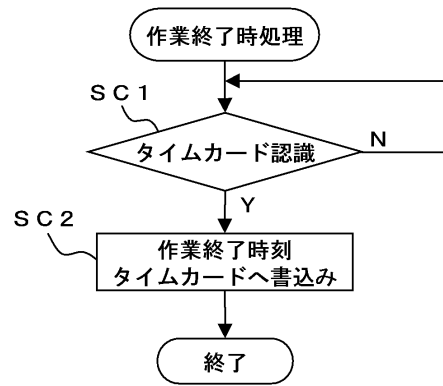 作業終了時処理
ＳＣ１
タイムカード認識
Ｎ
Ｙ
ＳＣ２
作業終了時刻
タイムカードへ書込み
終了